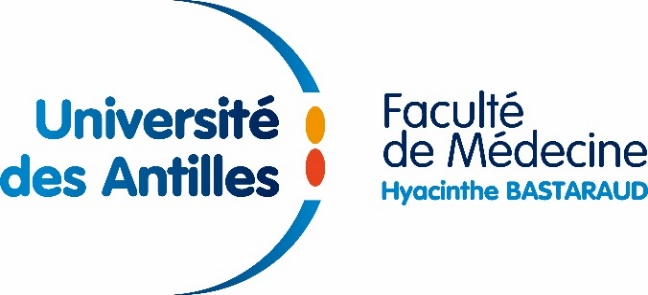 Université
des Antilles
Faculté
de Médecine
Hyacinthe BASTARAUD